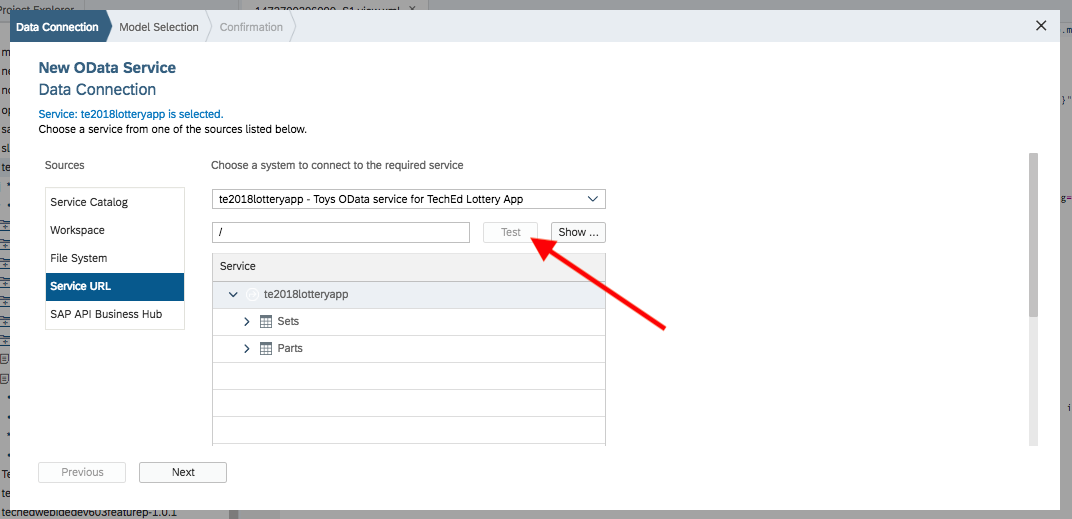 Data Connection
Model Selection
Confirmation
New OData Service
Data Connection
Service: te2018lotteryapp is selected.
Choose a service from one of the sources listed below.
Sources
Choose a system to connect to the required service
Service Catalog
Workspace
File System
Service URL
SAP API Business Hub
te2018lotteryapp - Toys OData service for TechEd Lottery App
/
Test
Show ...
Service
te2018lotteryapp
Sets
Parts
Previous
Next